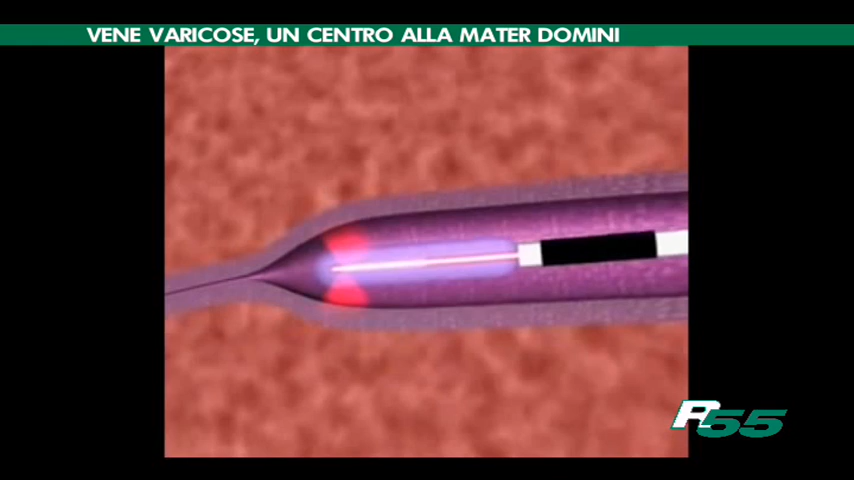 VENE VARICOSE, UN CENTRO ALLA MATER DOMINI
R55